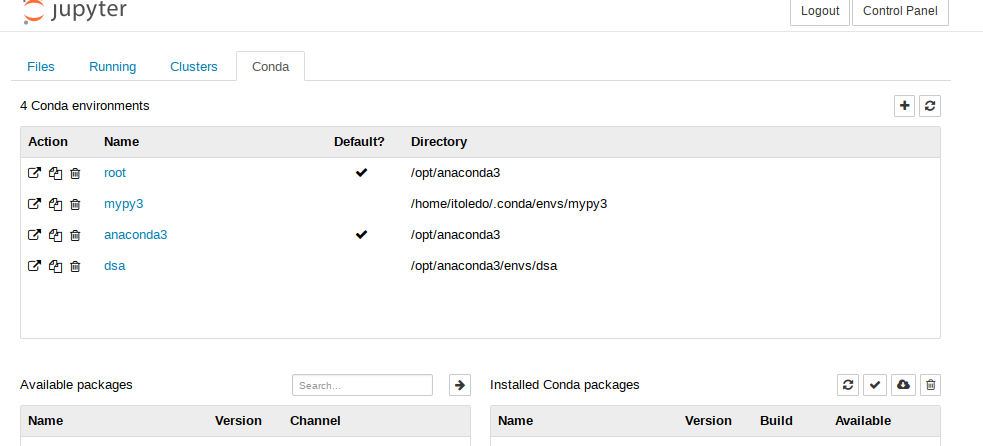 jupyter
Logout Control Panel
Files Running Clusters Conda
4 Conda environments
Action Name Default? Directory
root /opt/anaconda3
mypy3 /home/itoledo/.conda/envs/mypy3
anaconda3 /opt/anaconda3
dsa /opt/anaconda3/envs/dsa
Available packages Search... Installed Conda packages
Name Version Channel Name Version Build Available